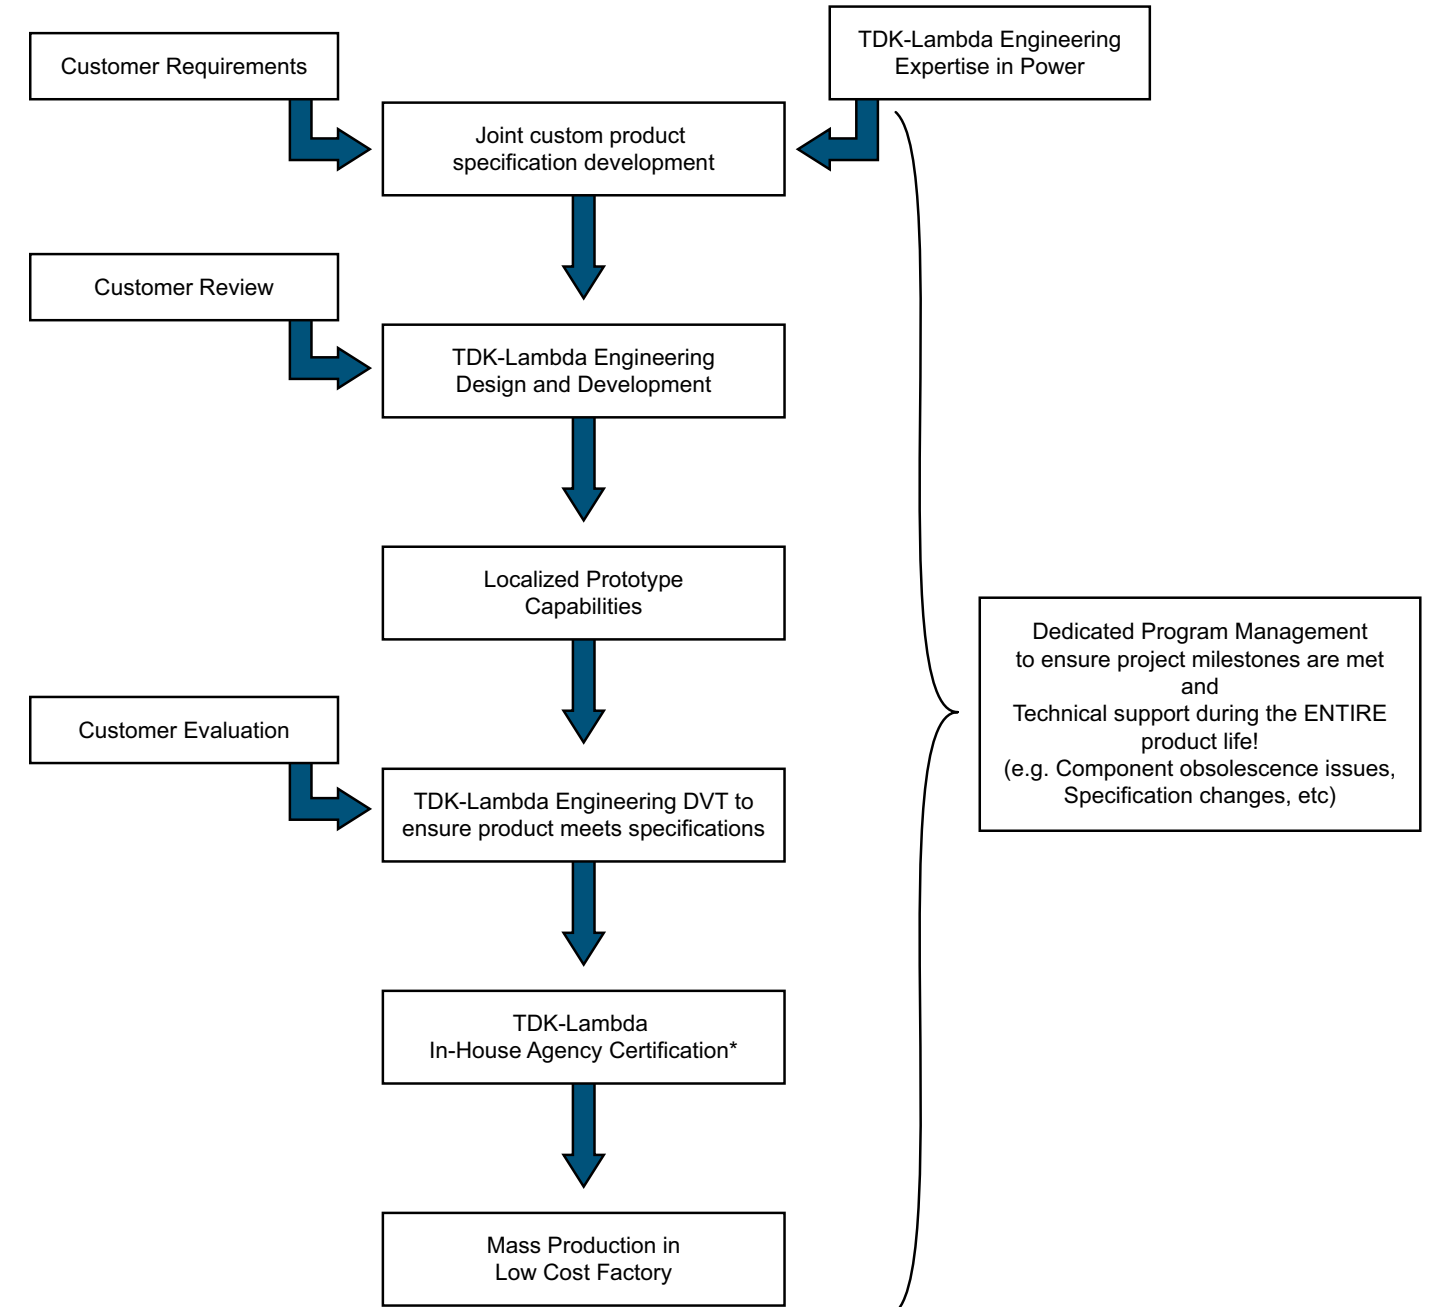 Customer Requirements
TDK-Lambda Engineering
Expertise in Power
Joint custom product
specification development
Customer Review
TDK-Lambda Engineering
Design and Development
Localized Prototype
Capabilities
Dedicated Program Management
to ensure project milestones are met
and
Technical support during the ENTIRE
product life!
(e.g. Component obsolescence issues,
Specification changes, etc)
Customer Evaluation
TDK-Lambda Engineering DVT to
ensure product meets specifications
TDK-Lambda
In-House Agency Certification*
Mass Production in
Low Cost Factory